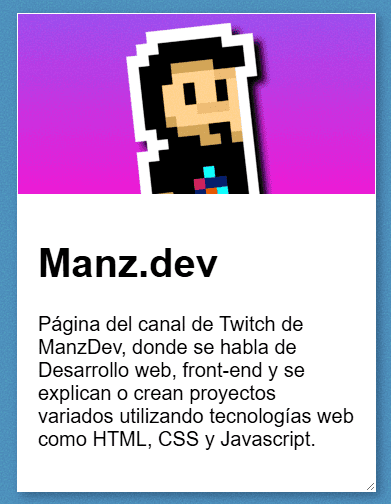 Manz.dev
Página del canal de Twitch de
ManzDev, donde se habla de
Desarrollo web, front-end y se
explican o crean proyectos
variados utilizando tecnologías web
como HTML, CSS y Javascript.